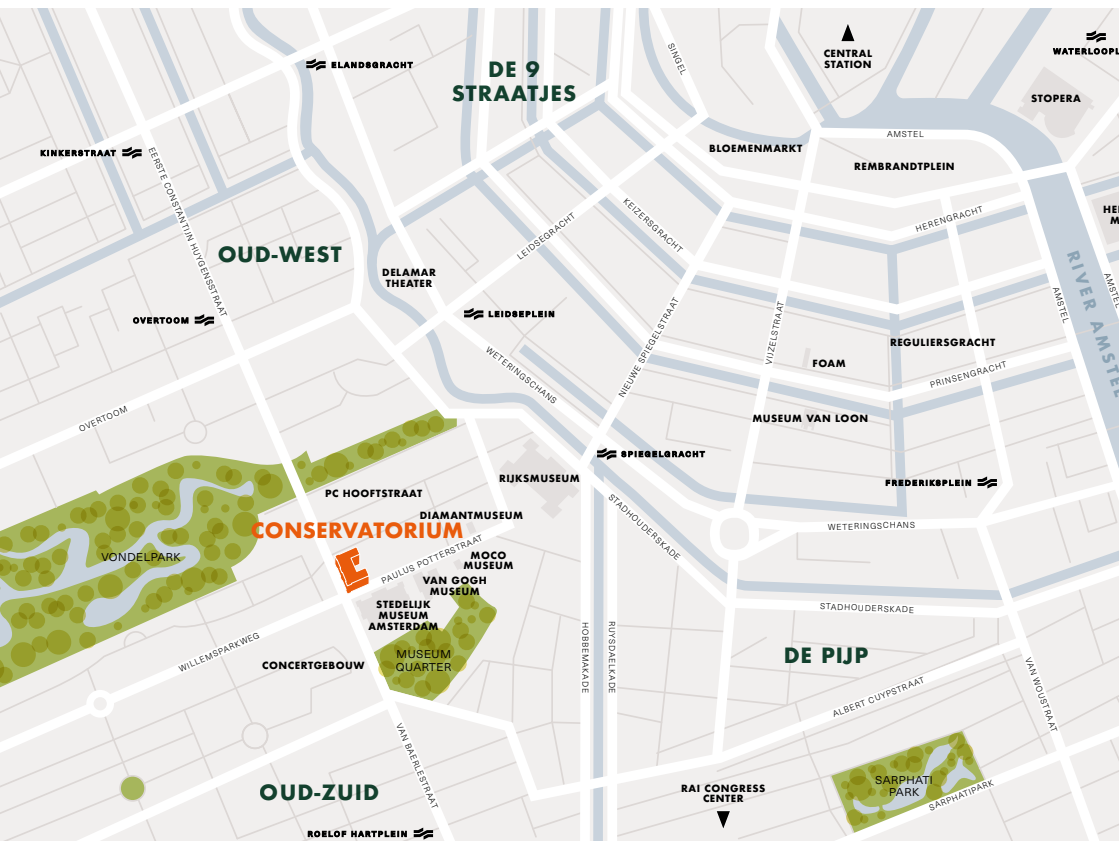 CENTRAL
STATION
ELANDSGRACHT
DE 9
STRAATJES
SINGEL
STOPERA
KINKERSTRAAT
EERSTE CONSTANTIJN HUYGENSSTRAAT
BLOEMENMARKT
AMSTEL
REMBRANDTPLEIN
OUD-WEST
LEIDSEGRACHT
KEIZERSGRACHT
HERENGRACHT
DELAMAR
THEATER
RIVER AMSTEL
AMSTEL
AMSTEL
OVERTOOM
LEIDSEPLEIN
WETERINGSCHANS
NIEUWE SPIEGELSTRAAT
VIJZELSTRAAT
REGULIERSGRACHT
FOAM
PRINSENGRACHT
OVERTOOM
MUSEUM VAN LOON
SPIEGELGRACHT
RIJKSMUSEUM
FREDERIKSPLEIN
PC HOOFTSTRAAT
DIAMANTMUSEUM
CONSERVATORIUM
STADHOUDERSKADE
WETERINGSCHANS
VONDELPARK
PAULUS POTTERSTRAAT
MOCO
MUSEUM
VAN GOGH
MUSEUM
STEDELIJK
MUSEUM
AMSTERDAM
STADHOUDERSKADE
WILLEMSPARKWEG
CONCERTGEBOUW
MUSEUM
QUARTER
HOBBEMAKADE
RUYSDAELKADE
DE PIJP
ALBERT CUYPSTRAAT
VAN WOUSTRAAT
VAN BAERLESTRAAT
OUD-ZUID
RAI CONGRESS
CENTER
SARPHATI
PARK
SARPHATIPARK
ROELOF HARTPLEIN